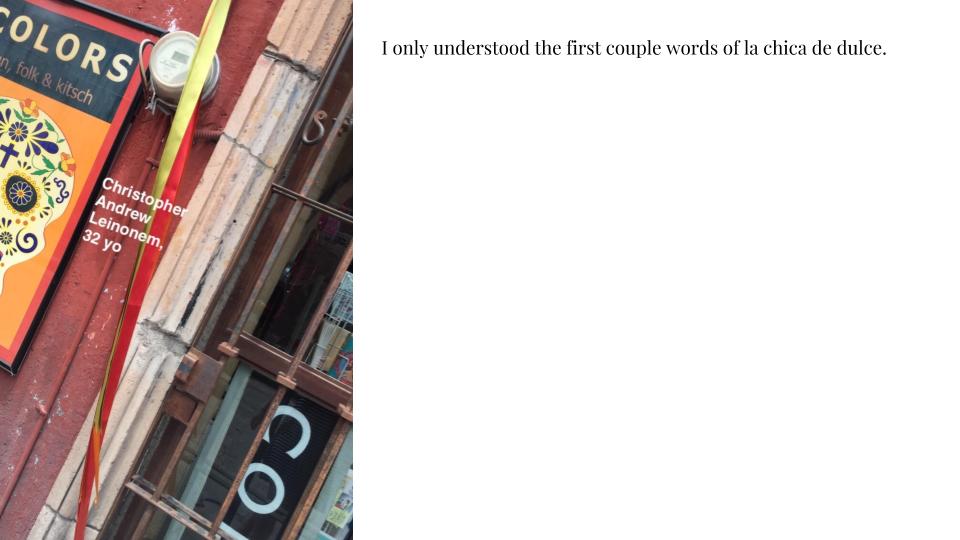 COLORS
n, folk & kitsch
Christopher
Andrew
Leinonem,
32 yo
CO
I only understood the first couple words of la chica de dulce.